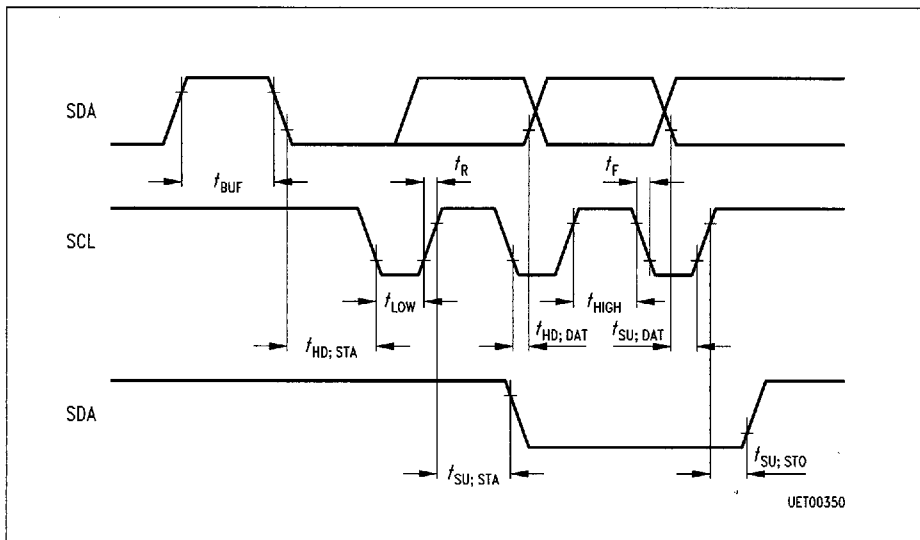 SDA
tBUF
tR
tF
SCL
tLOW
tHIGH
tHD; STA
tHD; DAT
tSU; DAT
SDA
tSU; STA
tSU; STO
UET00350